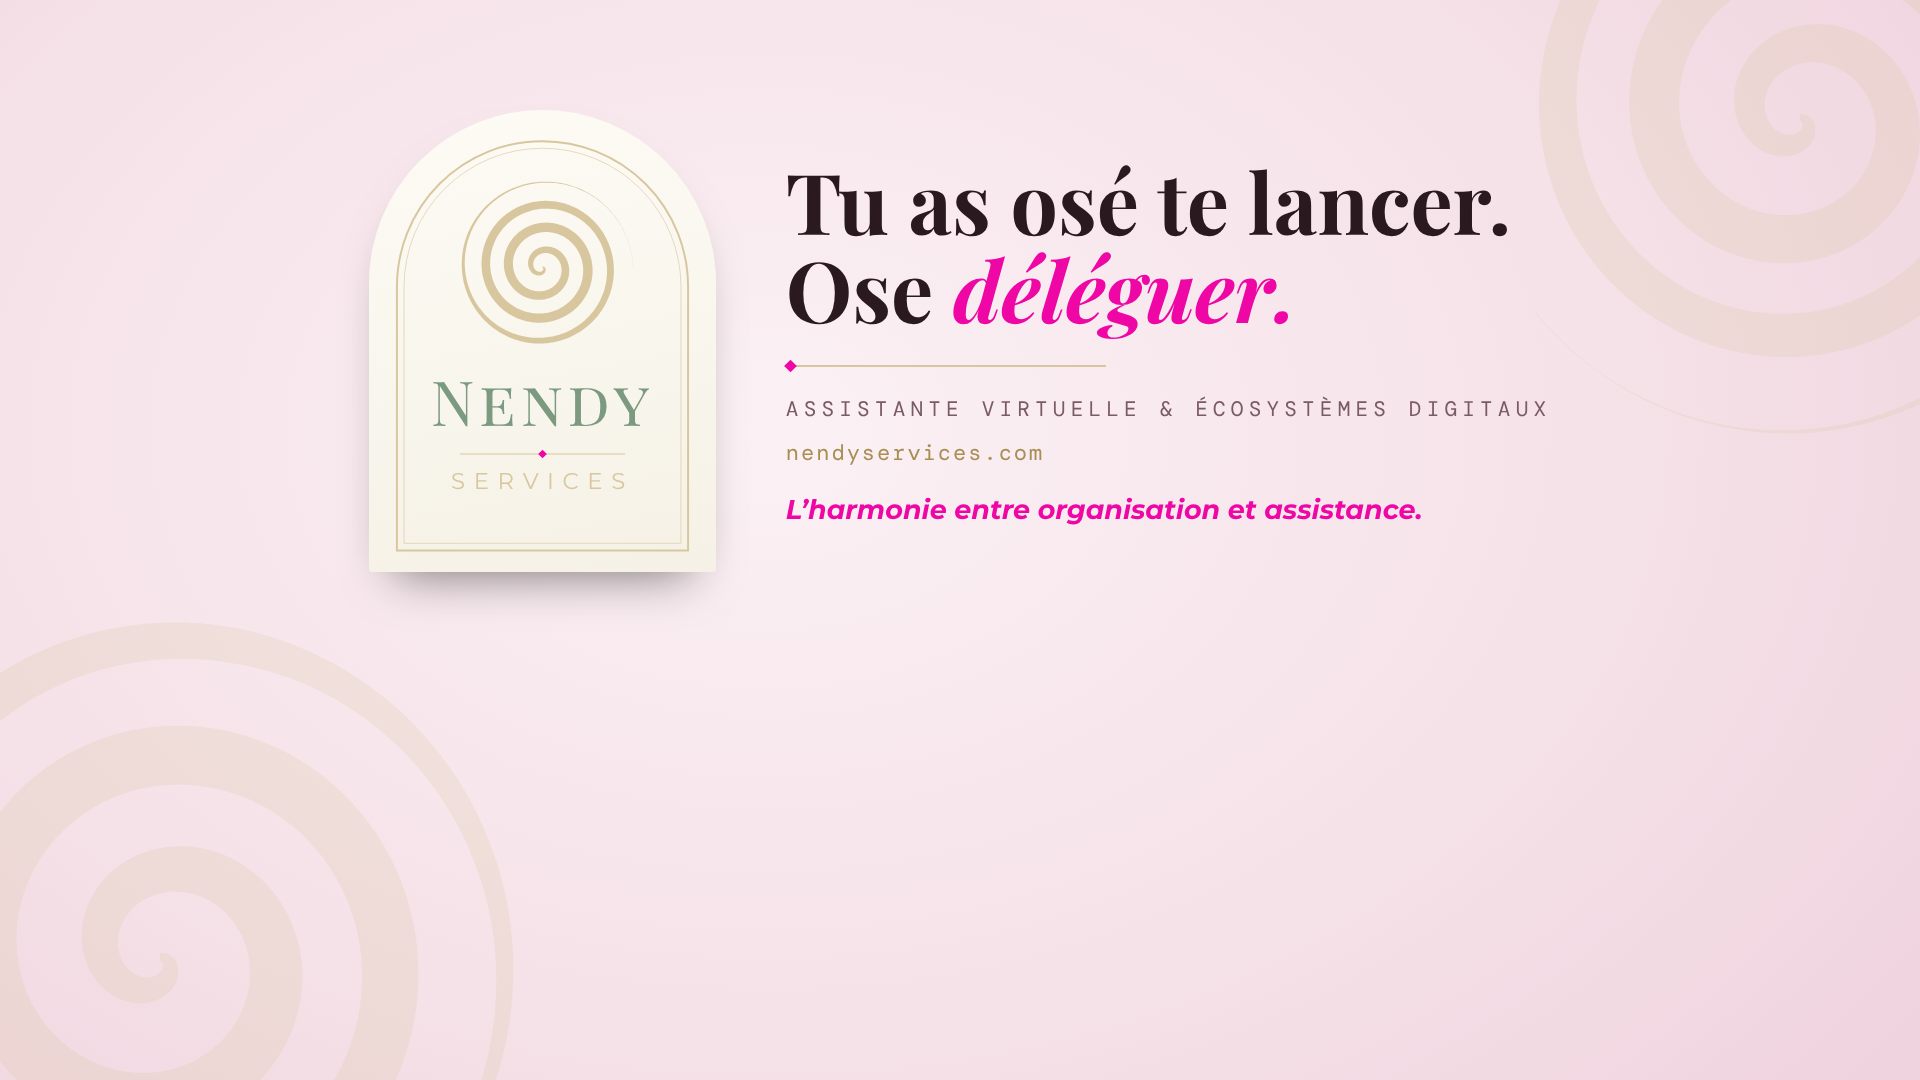 NENDY
SERVICES
Tu as osé te lancer.
Ose déléguer.
ASSISTANTE VIRTUELLE & ÉCOSYSTÈMES DIGITAUX
nendyservices.com
L’harmonie entre organisation et assistance.